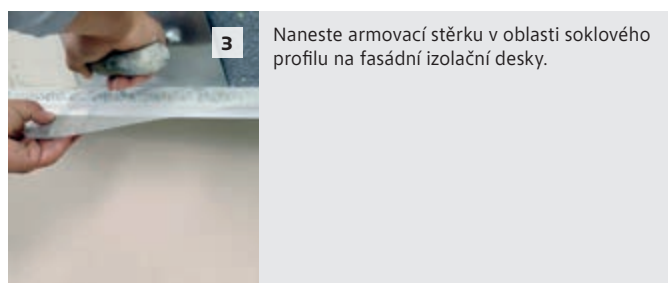 3
Naneste armovací stěrku v oblasti soklového
profilu na fasádní izolační desky.